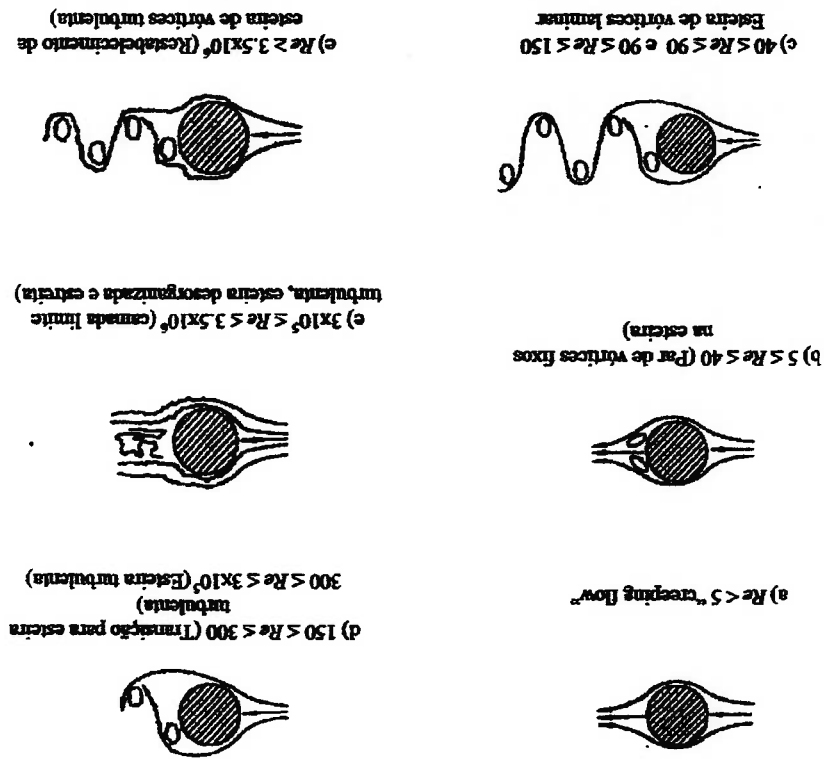 a) Re < 5 "creeping flow"
b) 5 ≤ Re ≤ 40 (Par de vórtices fixos
na esteira)
c) 40 ≤ Re ≤ 90 e 90 ≤ Re ≤ 150
Esteira de vórtices laminar
d) 150 ≤ Re ≤ 300 (Transição para esteira
turbulenta)
300 ≤ Re ≤ 3x10⁵ (Esteira turbulenta)
e) 3x10⁵ ≤ Re ≤ 3.5x10⁶ (camada limite
turbulenta, esteira desorganizada e estreita)
e) Re ≥ 3.5x10⁶ (Restabelecimento da
esteira de vórtices turbulenta)